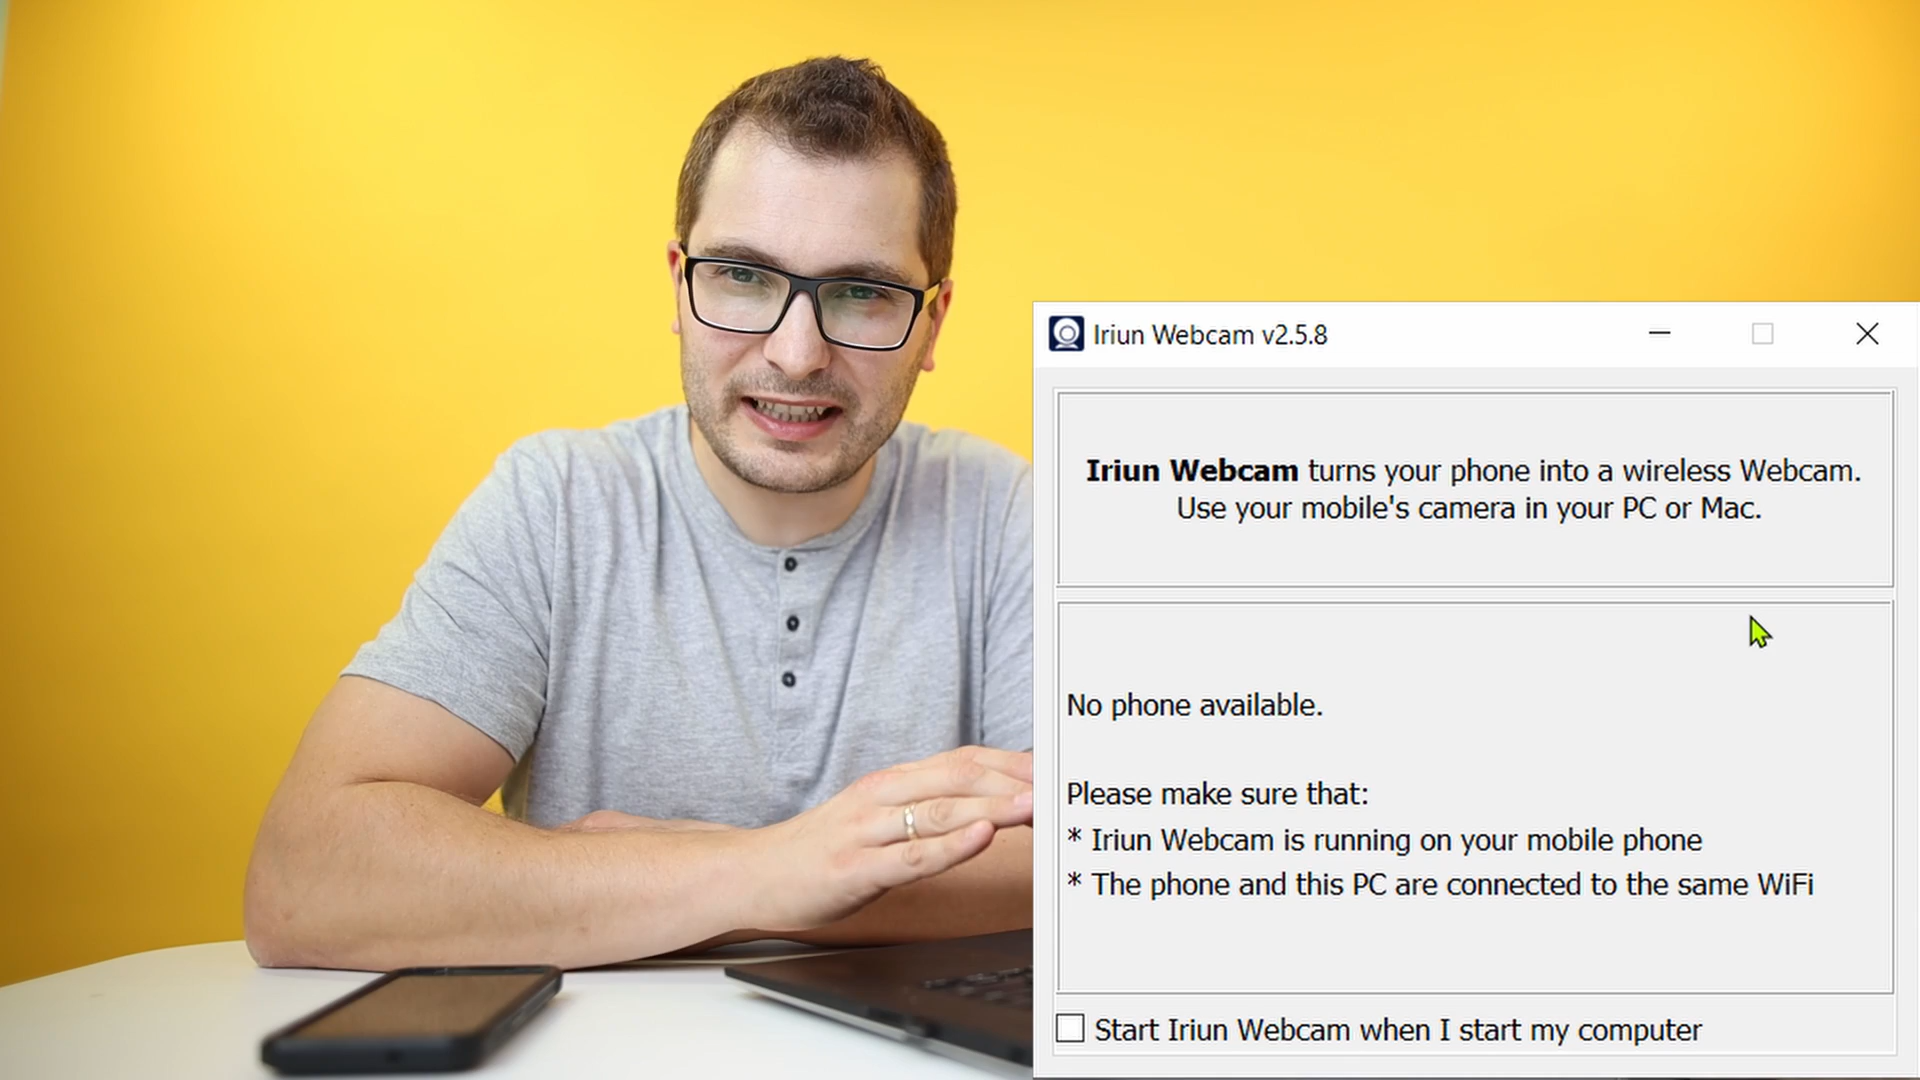 Iriun Webcam v2.5.8
Iriun Webcam turns your phone into a wireless Webcam.
Use your mobile's camera in your PC or Mac.
No phone available.
Please make sure that:
* Iriun Webcam is running on your mobile phone
* The phone and this PC are connected to the same WiFi
Start Iriun Webcam when I start my computer